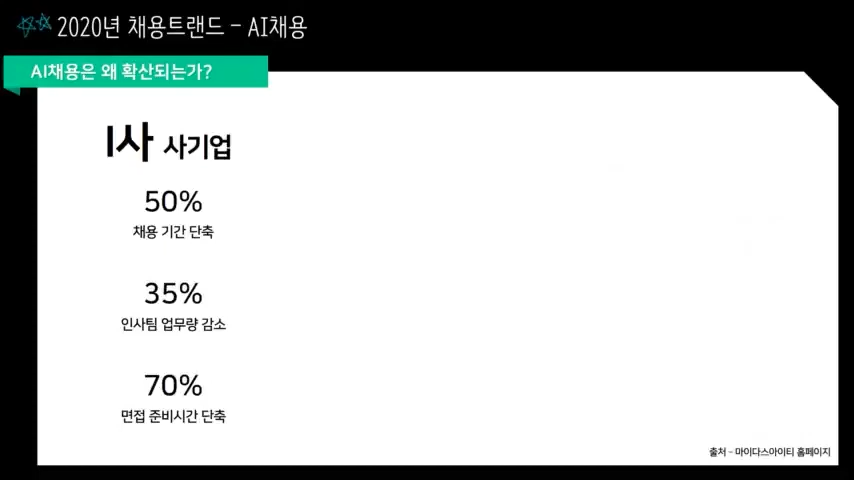 2020년 채용트랜드 - AI채용
AI채용은 왜 확산되는가?
I사 사기업
50%
채용 기간 단축
35%
인사팀 업무량 감소
70%
면접 준비시간 단축
출처 - 마이다스아이티 홈페이지